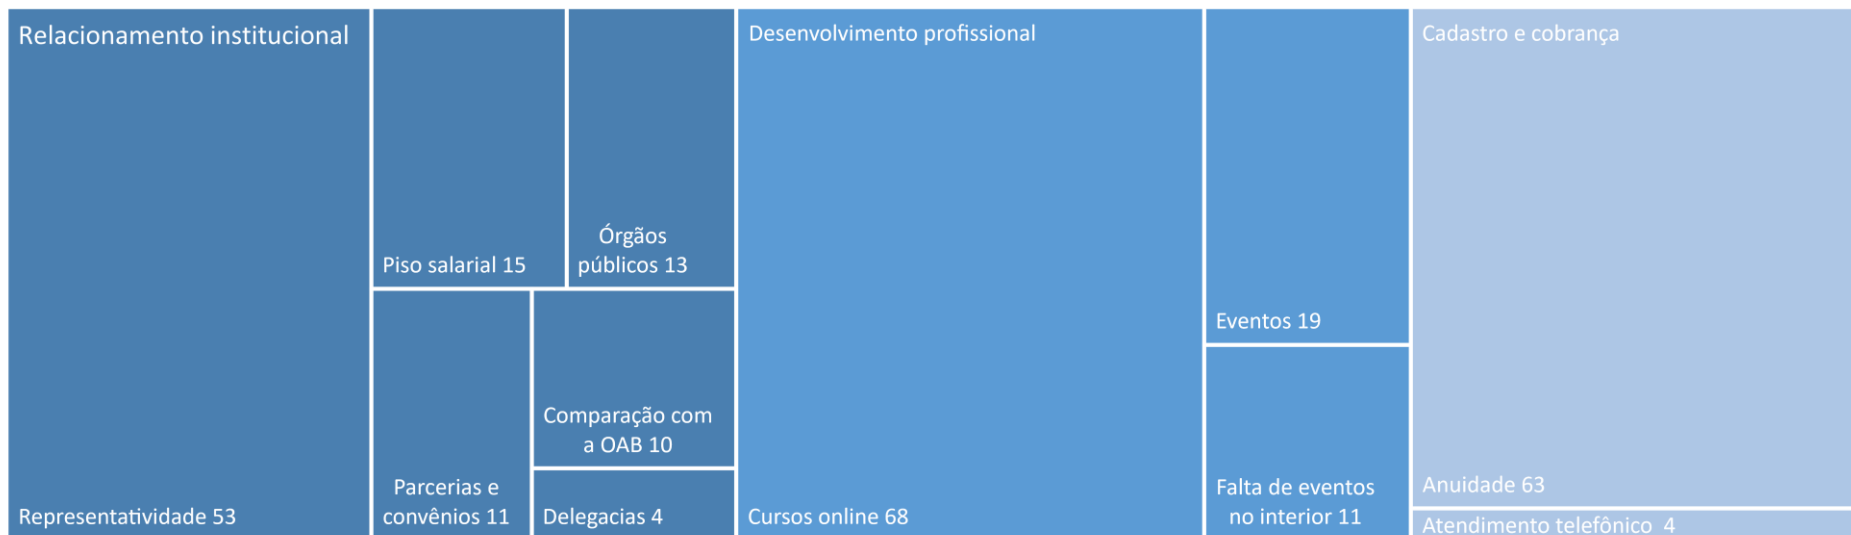 Relacionamento institucional
Representatividade 53
Piso salarial 15
Órgãos
públicos 13
Parcerias e
convênios 11
Comparação com
a OAB 10
Delegacias 4
Desenvolvimento profissional
Cursos online 68
Eventos 19
Falta de eventos
no interior 11
Cadastro e cobrança
Anuidade 63
Atendimento telefônico 4